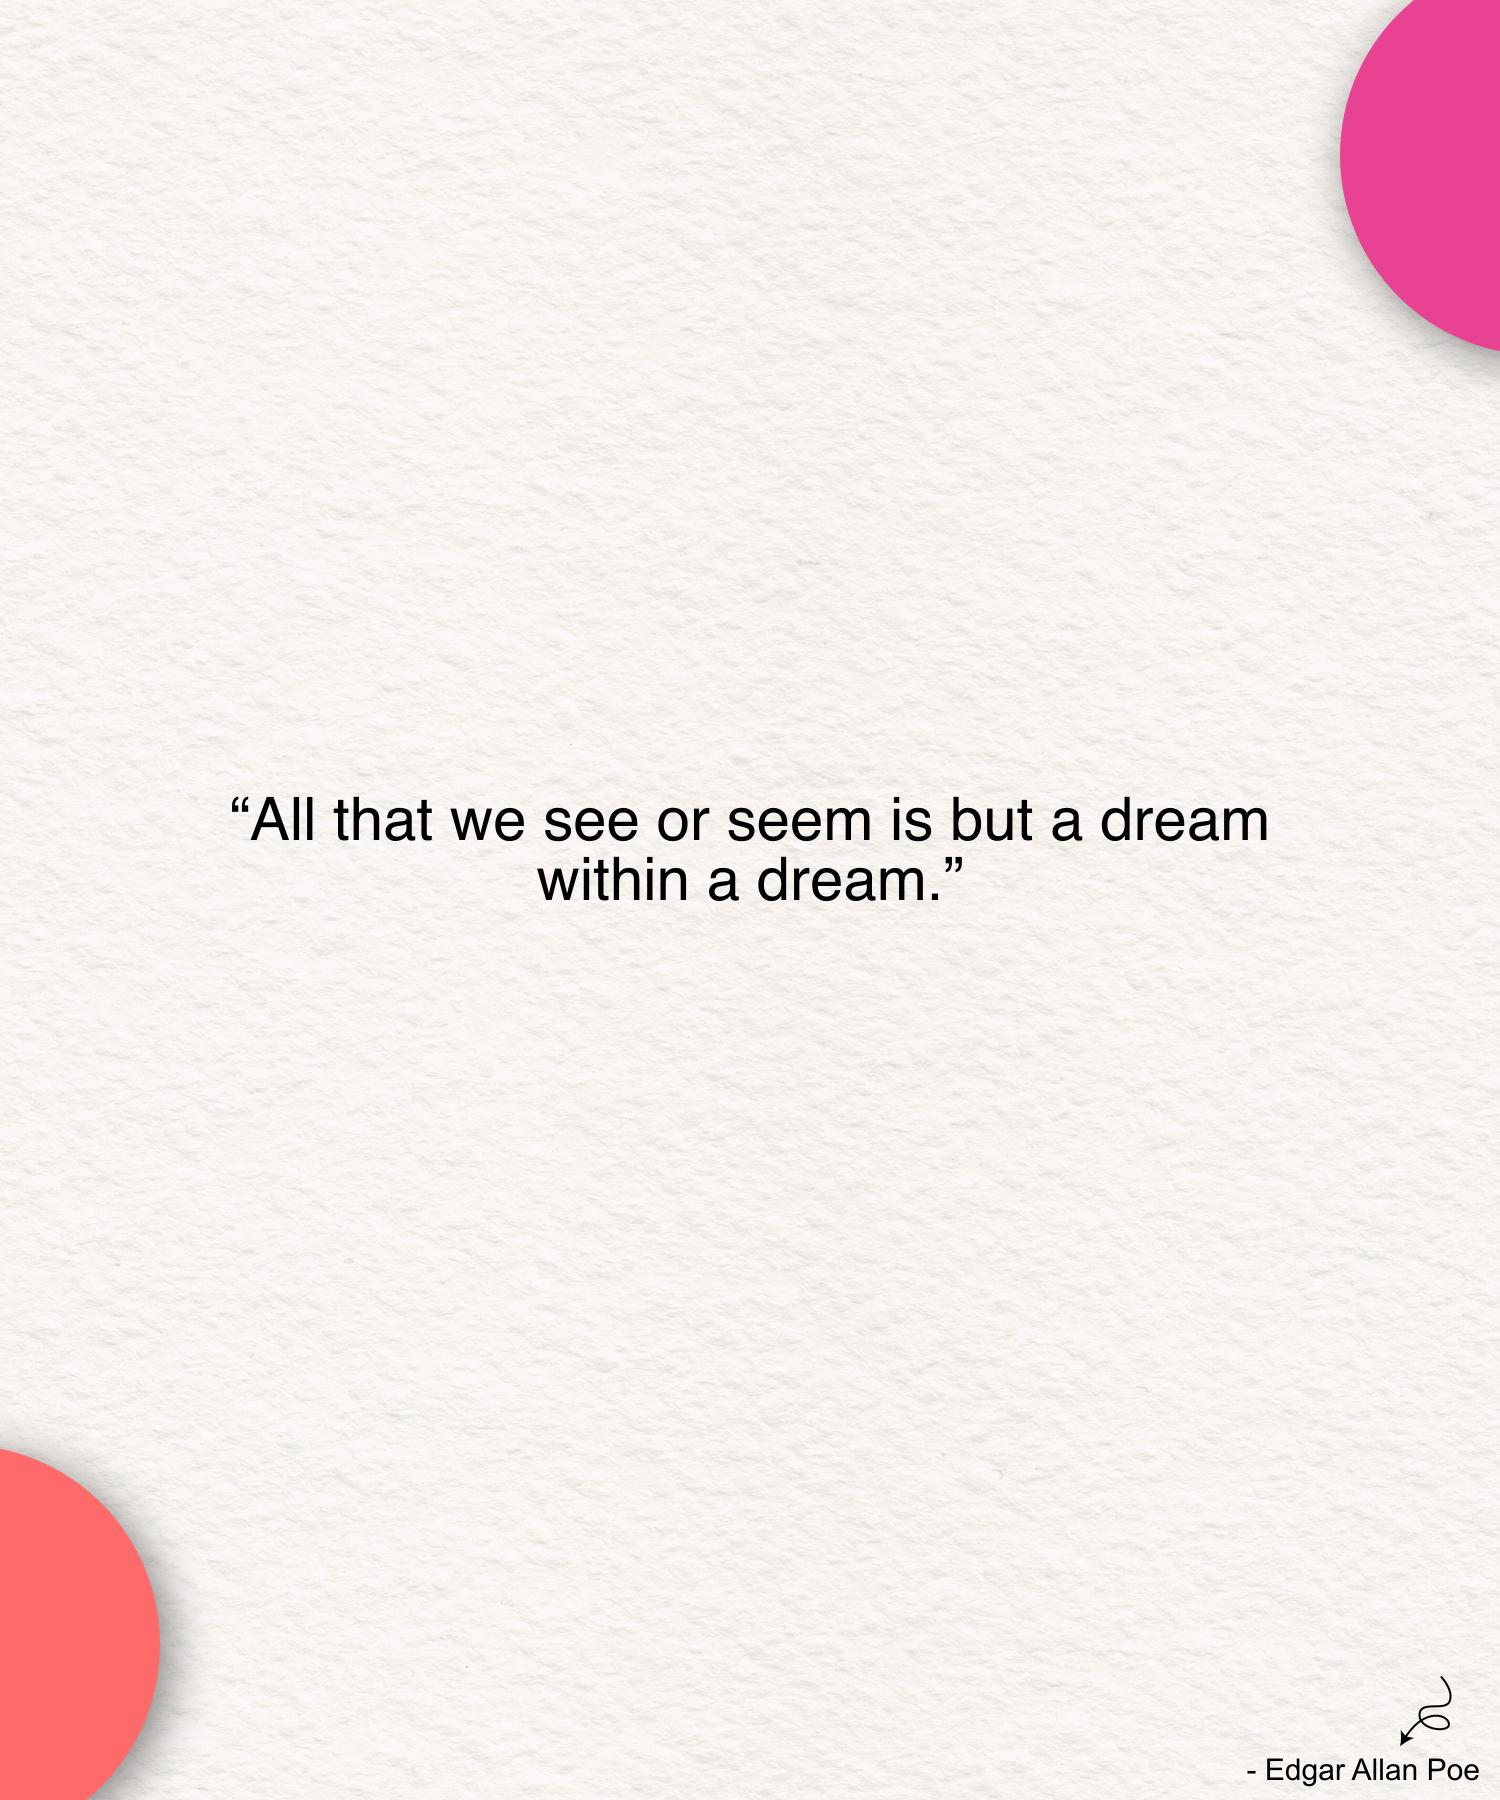 “All that we see or seem is but a dream
within a dream.”
- Edgar Allan Poe